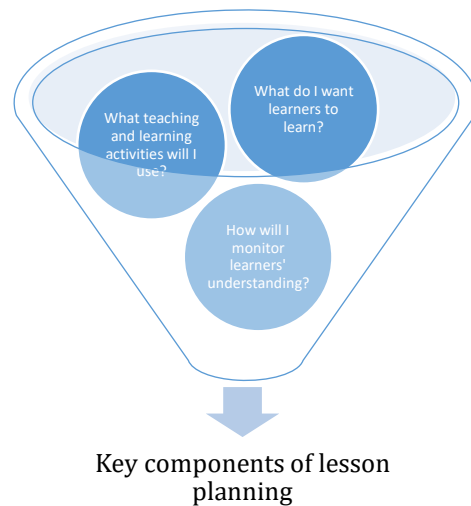 What teaching
and learning
activities will I
use?
What do I want
learners to
learn?
How will I
monitor
learners'
understanding?
Key components of lesson
planning